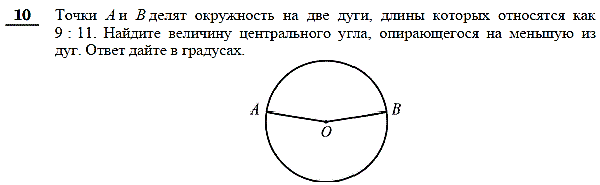 10 Точки A и B делят окружность на две дуги, длины которых относятся как
9 : 11. Найдите величину центрального угла, опирающегося на меньшую из
дуг. Ответ дайте в градусах.
A B
O